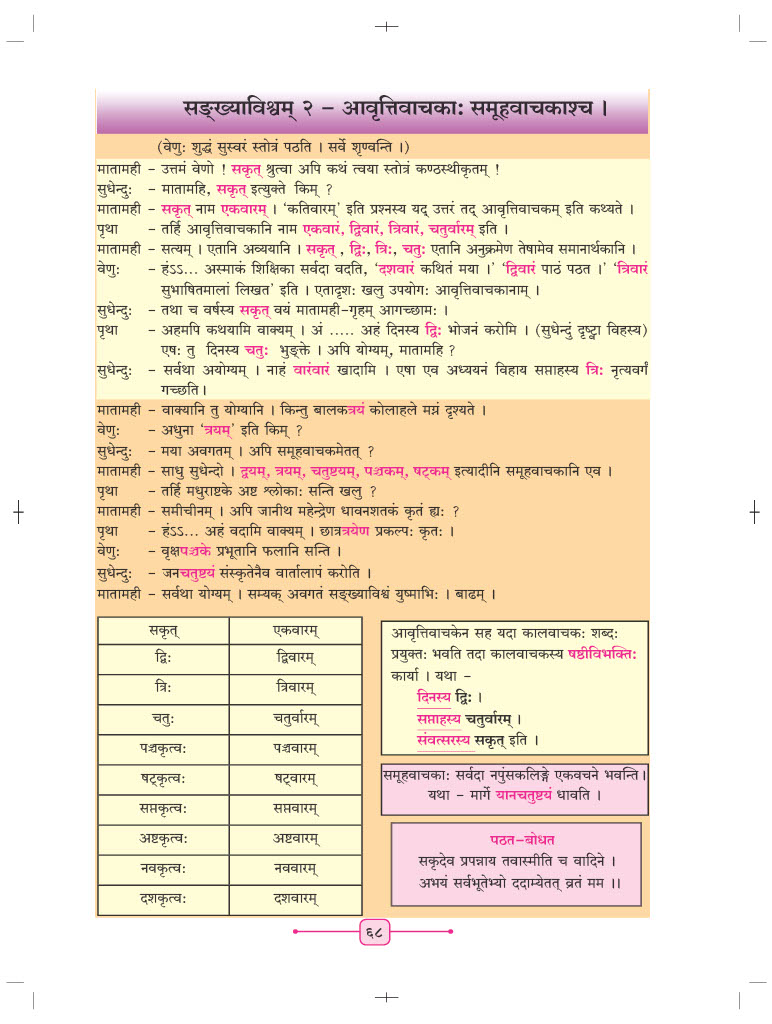 सङ्ख्याविश्वम् २ – आवृत्तिवाचकाः समूहवाचकाश्च ।
(वेणुः शुद्धं सुस्वरं स्तोत्रं पठति । सर्वे शृण्वन्ति ।)
मातामही – उत्तमं वेणो ! सकृत् श्रुत्वा अपि कथं त्वया स्तोत्रं कण्ठस्थीकृतम् !
सुधेन्दुः – मातामहि, सकृत् इत्युक्ते किम् ?
मातामही – सकृत् नाम एकवारम् । ‘कतिवारम्’ इति प्रश्नस्य यद् उत्तरं तद् आवृत्तिवाचकम् इति कथ्यते ।
पृथा – तर्हि आवृत्तिवाचकानि नाम एकवारं, द्विवारं, त्रिवारं, चतुर्वारम् इति ।
मातामही – सत्यम् । एतानि अव्ययानि । सकृत् , द्विः, त्रिः, चतुः एतानि अनुक्रमेण तेषामेव समानार्थकानि ।
वेणुः – हंऽऽ... अस्माकं शिक्षिका सर्वदा वदति, ‘दशवारं कथितं मया ।’ ‘द्विवारं पाठं पठत ।’ ‘त्रिवारं
सुभाषितमालां लिखत’ इति । एतादृशः खलु उपयोगः आवृत्तिवाचकानाम् ।
सुधेन्दुः – तथा च वर्षस्य सकृत् वयं मातामही-गृहम् आगच्छामः ।
पृथा – अहमपि कथयामि वाक्यम् । अं ..... अहं दिनस्य द्विः भोजनं करोमि । (सुधेन्दुं दृष्ट्वा विहस्य)
एषः तु दिनस्य चतुः भुङ्क्ते । अपि योग्यम्, मातामहि ?
सुधेन्दुः – सर्वथा अयोग्यम् । नाहं वारंवारं खादामि । एषा एव अध्ययनं विहाय सप्ताहस्य त्रिः नृत्यवर्गं
गच्छति।
मातामही – वाक्यानि तु योग्यानि । किन्तु बालकत्रयं कोलाहले मग्नं दृश्यते ।
वेणुः – अधुना ‘त्रयम्’ इति किम् ?
सुधेन्दुः – मया अवगतम् । अपि समूहवाचकमेतत् ?
मातामही – साधु सुधेन्दो । द्वयम्, त्रयम्, चतुष्टयम्, पञ्चकम्, षट्कम् इत्यादीनि समूहवाचकानि एव ।
पृथा – तर्हि मधुराष्टके अष्ट श्लोकाः सन्ति खलु ?
मातामही – समीचीनम् । अपि जानीथ महेन्द्रेण धावनशतकं कृतं ह्यः ?
पृथा – हंऽऽ... अहं वदामि वाक्यम् । छात्रत्रयेण प्रकल्पः कृतः ।
वेणुः – वृक्षपञ्चके प्रभूतानि फलानि सन्ति ।
सुधेन्दुः – जनचतुष्टयं संस्कृतेनैव वार्तालापं करोति ।
मातामही – सर्वथा योग्यम् । सम्यक् अवगतं सङ्ख्याविश्वं युष्माभिः । बाढम् ।
सकृत् एकवारम्
द्विः द्विवारम्
त्रिः त्रिवारम्
चतुः चतुर्वारम्
पञ्चकृत्वः पञ्चवारम्
षट्कृत्वः षट्वारम्
सप्तकृत्वः सप्तवारम्
अष्टकृत्वः अष्टवारम्
नवकृत्वः नववारम्
दशकृत्वः दशवारम्
आवृत्तिवाचकेन सह यदा कालवाचकः शब्दः
प्रयुक्तः भवति तदा कालवाचकस्य षष्ठीविभक्तिः
कार्या । यथा –
दिनस्य द्विः ।
सप्ताहस्य चतुर्वारम् ।
संवत्सरस्य सकृत् इति ।
समूहवाचकाः सर्वदा नपुंसकलिङ्गे एकवचने भवन्ति।
यथा – मार्गे यानचतुष्टयं धावति ।
पठत-बोधत
सकृदेव प्रपन्नाय तवास्मीति च वादिने ।
अभयं सर्वभूतेभ्यो ददाम्येतत् व्रतं मम ।।
६८